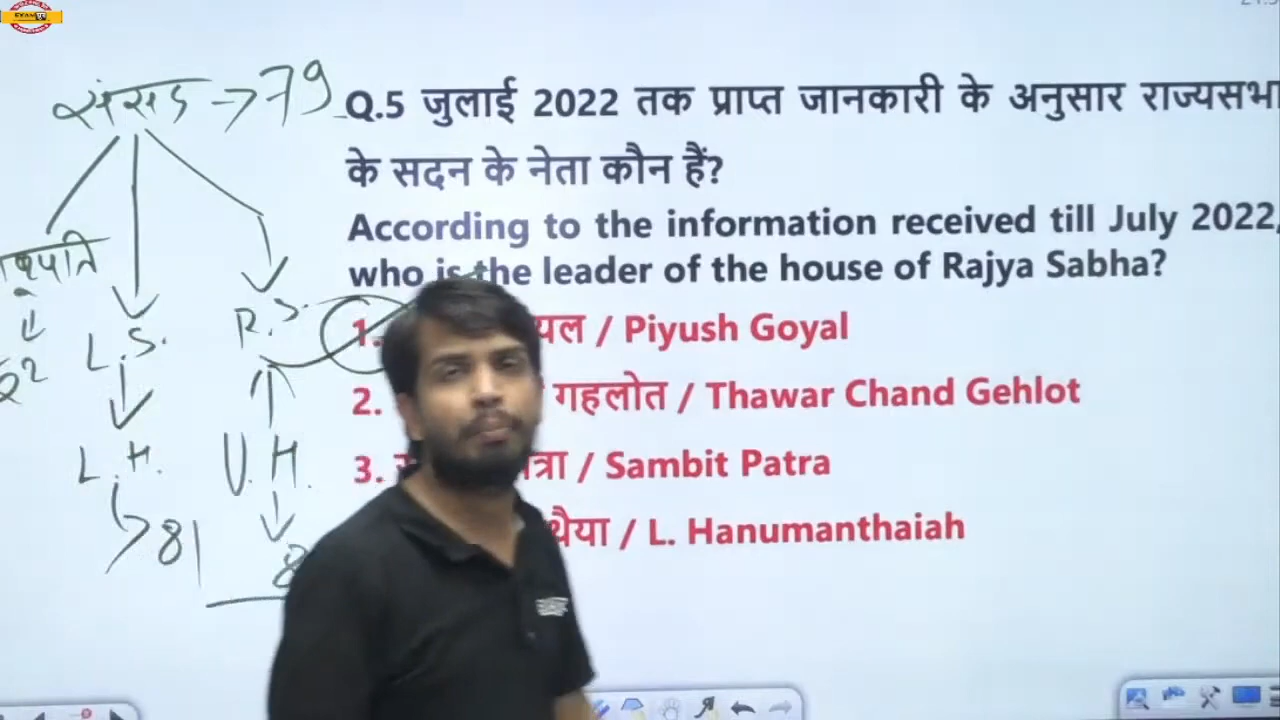 संसद → 79
Q.5 जुलाई 2022 तक प्राप्त जानकारी के अनुसार राज्यसभा
के सदन के नेता कौन हैं?
According to the information received till July 2022,
who is the leader of the house of Rajya Sabha?
R.S.
L.S.
52
1. यल / Piyush Goyal
2. गहलोत / Thawar Chand Gehlot
L.H.
U.H.
3. त्रा / Sambit Patra
थैया / L. Hanumanthaiah
81
8